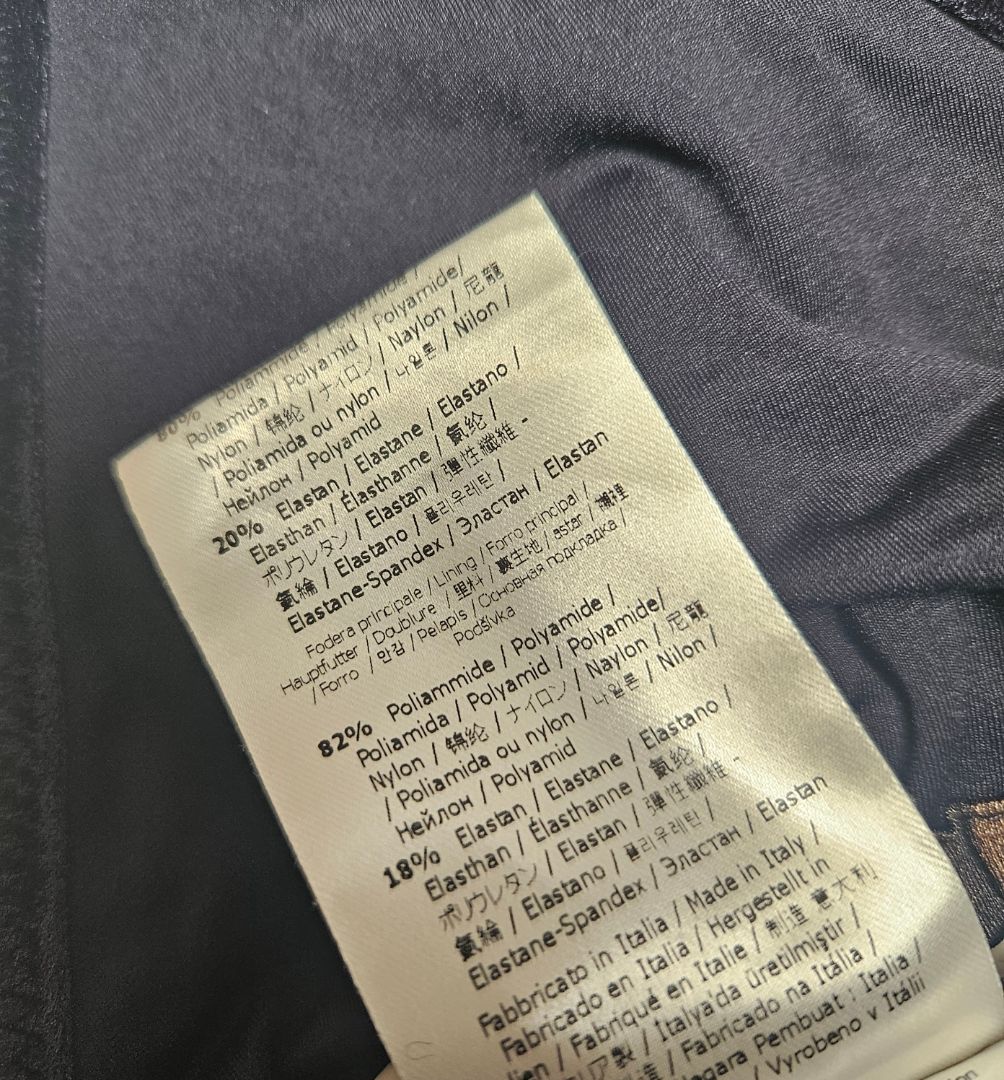 80% Poliammide / Polyamide /
Poliamida / Polyamid / Polyamide/
Nylon / 锦纶 / ナイロン / Naylon / 尼龍
/ Poliamida ou nylon / 나일론 / Nilon /
Нейлон / Polyamid
20% Elastan / Elastane / Elastano /
Elasthan / Élasthanne / 氨纶 /
ポリウレタン / Elastan / 彈性纖維 -
氨綸 / Elastano / 폴리우레탄 /
Elastane-Spandex / Эластан / Elastan
Fodera principale / Lining / Forro principal /
Hauptfutter / Doublure / 里料 / 裏生地 / astar / 襯裡
/ Forro / 안감 / Pelapis / Основная подкладка /
Podšívka
82% Poliammide / Polyamide /
Poliamida / Polyamid / Polyamide/
Nylon / 锦纶 / ナイロン / Naylon / 尼龍
/ Poliamida ou nylon / 나일론 / Nilon /
Нейлон / Polyamid
18% Elastan / Elastane / Elastano /
Elasthan / Élasthanne / 氨纶 /
ポリウレタン / Elastan / 彈性纖維 -
氨綸 / Elastano / 폴리우레탄 /
Elastane-Spandex / Эластан / Elastan
Fabbricato in Italia / Made in Italy /
Fabricado en Italia / Hergestellt in
/ Fabriqué en Italie / 制造 意大利
/ İtalya'da üretilmiştir /
/ Fabricado na Itália /
Pembuat : Italia /
/ Vyrobeno v Itálii